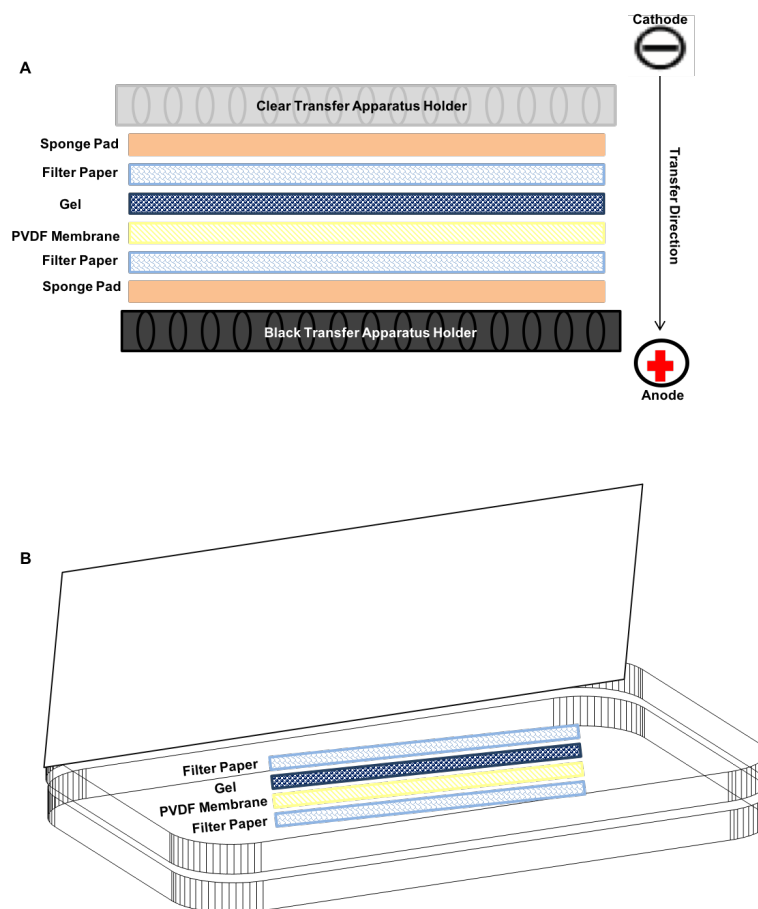 Cathode
A
Clear Transfer Apparatus Holder
Sponge Pad
Filter Paper
Gel
PVDF Membrane
Filter Paper
Sponge Pad
Black Transfer Apparatus Holder
Transfer Direction
Anode
B
Filter Paper
Gel
PVDF Membrane
Filter Paper